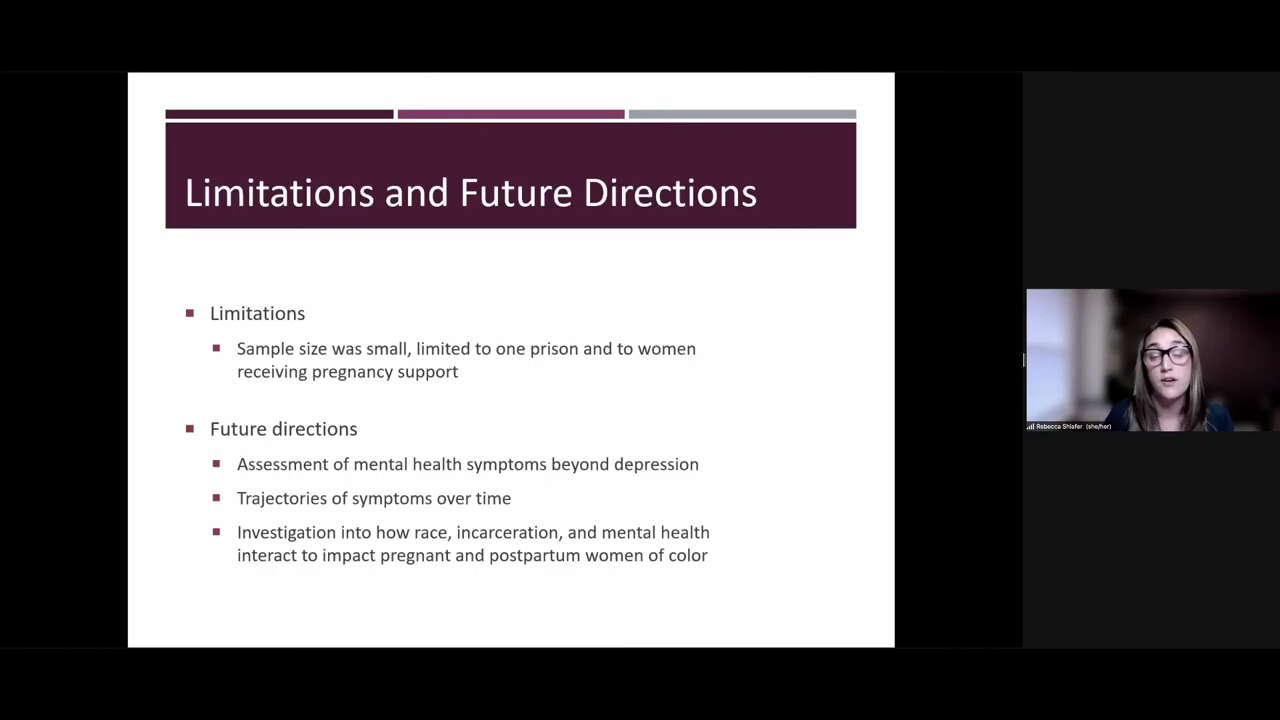 Limitations and Future Directions
Limitations
Sample size was small, limited to one prison and to women
receiving pregnancy support
Future directions
Assessment of mental health symptoms beyond depression
Trajectories of symptoms over time
Investigation into how race, incarceration, and mental health
interact to impact pregnant and postpartum women of color
Rebecca Shlafer (she/her)